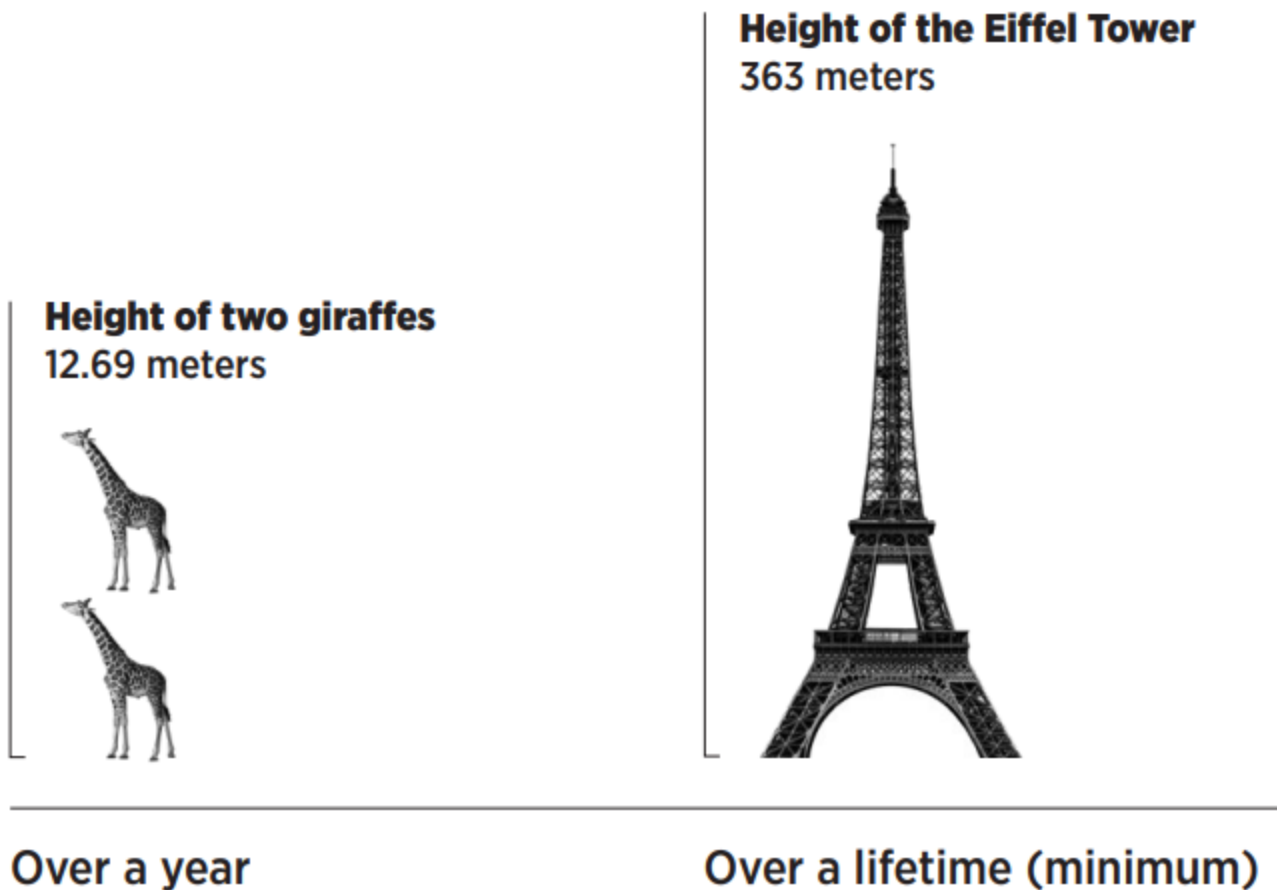 Height of the Eiffel Tower
363 meters
Height of two giraffes
12.69 meters
Over a year
Over a lifetime (minimum)